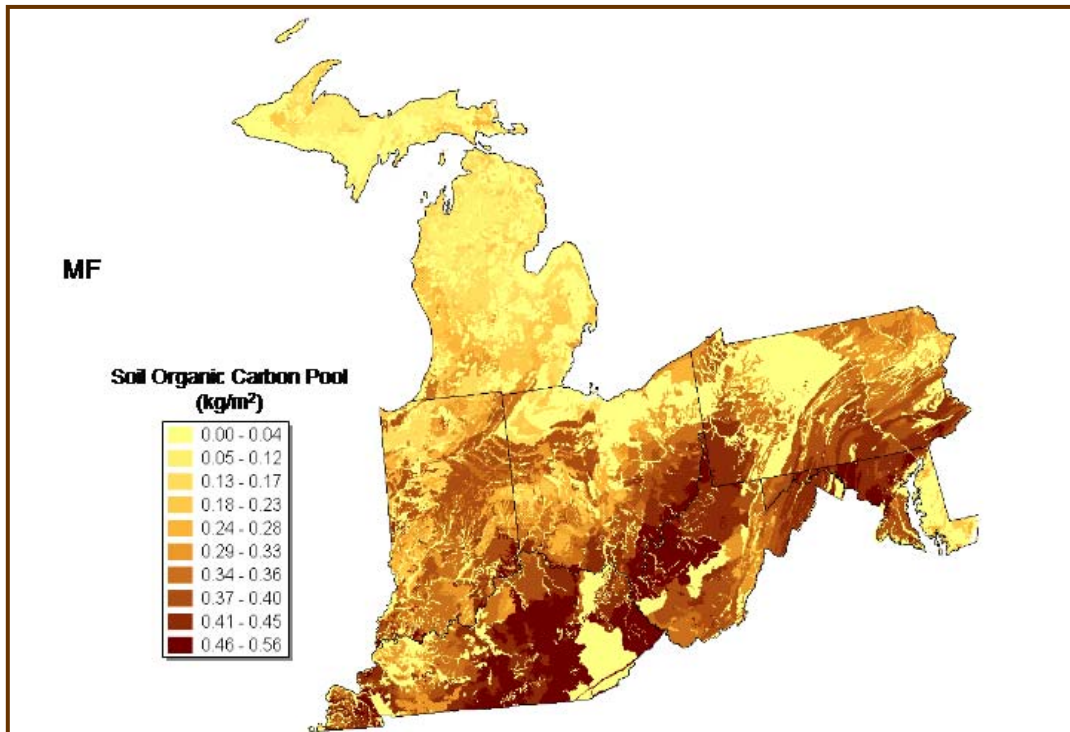 MF
Soil Organic Carbon Pool
(kg/m²)
0.00 - 0.04
0.05 - 0.12
0.13 - 0.17
0.18 - 0.23
0.24 - 0.28
0.29 - 0.33
0.34 - 0.36
0.37 - 0.40
0.41 - 0.45
0.46 - 0.56